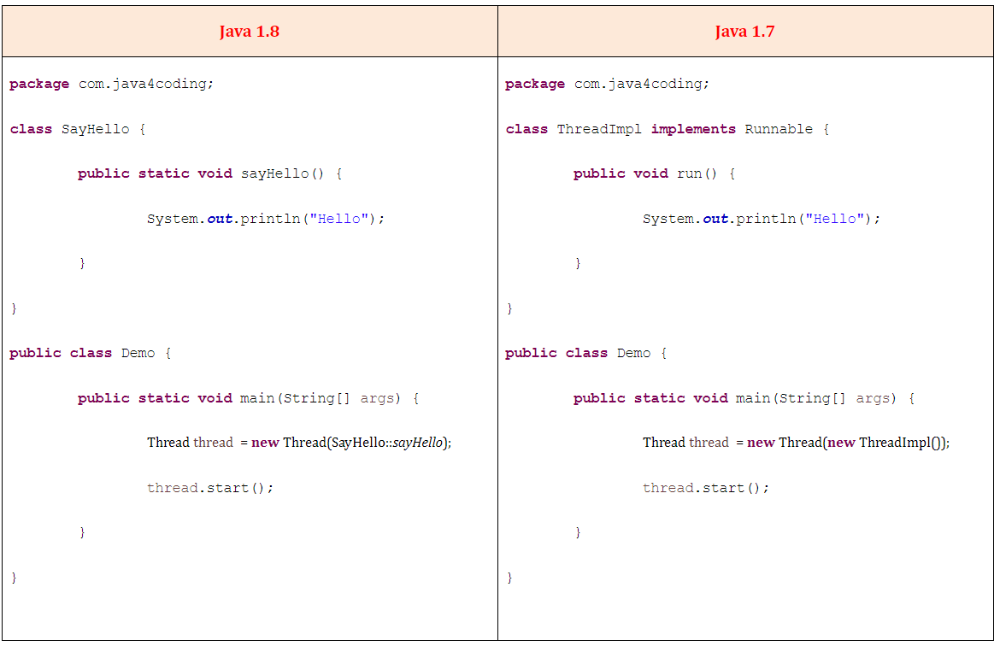 Java 1.8
package com.java4coding;
class SayHello {
public static void sayHello() {
System.out.println("Hello");
}
}
public class Demo {
public static void main(String[] args) {
Thread thread  = new Thread(SayHello::sayHello);
thread.start();
}
}
Java 1.7
package com.java4coding;
class ThreadImpl implements Runnable {
public void run() {
System.out.println("Hello");
}
}
public class Demo {
public static void main(String[] args) {
Thread thread  = new Thread(new ThreadImpl());
thread.start();
}
}